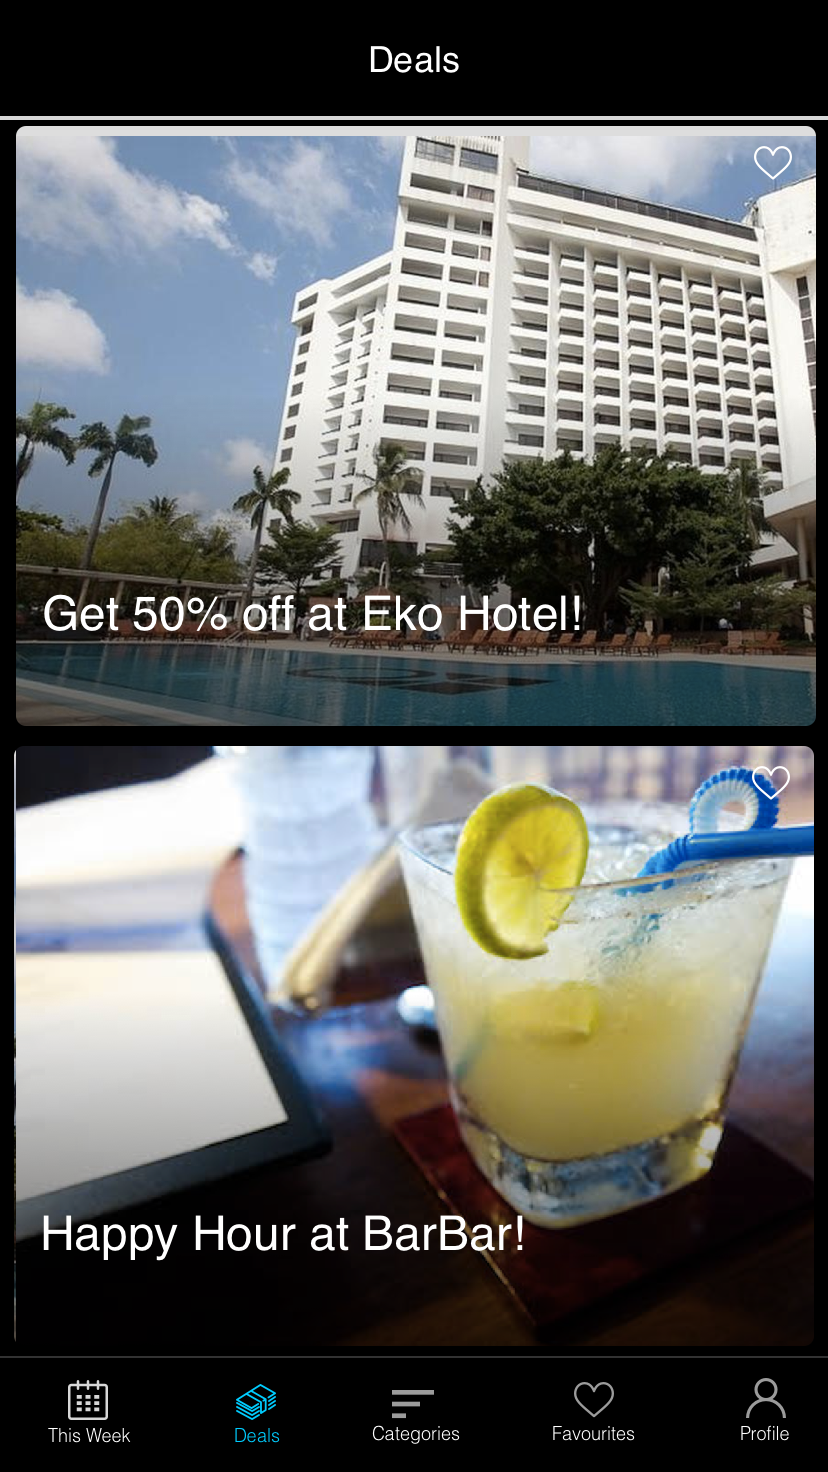 Deals
Get 50% off at Eko Hotel!
Happy Hour at BarBar!
This Week
Deals
Categories
Favourites
Profile